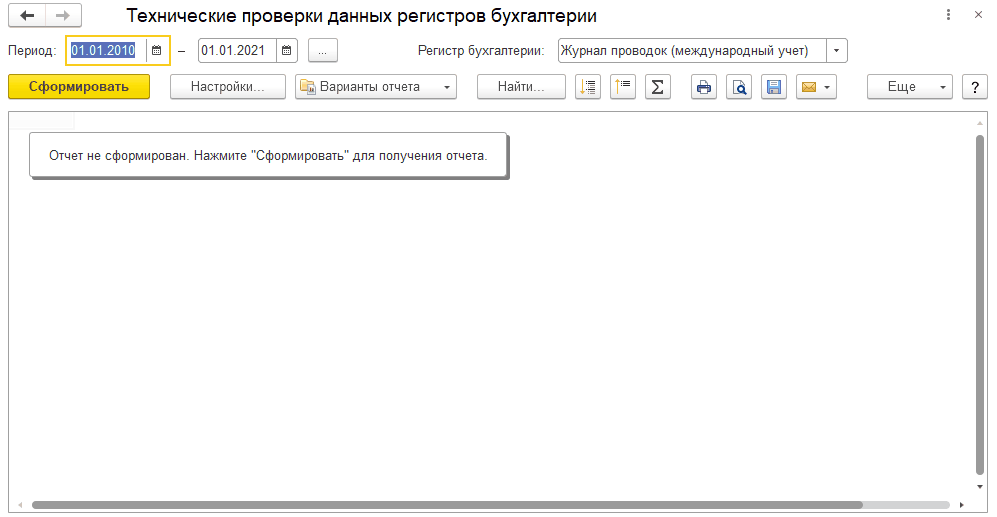 Технические проверки данных регистров бухгалтерии
Период: 01.01.2010 – 01.01.2021 ... Регистр бухгалтерии: Журнал проводок (международный учет)
Сформировать Настройки... Варианты отчета Найти... Σ Еще ?
Отчет не сформирован. Нажмите "Сформировать" для получения отчета.